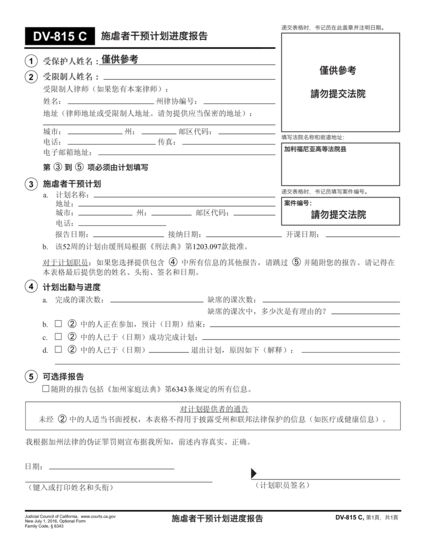 DV-815 C 施虐者干预计划进度报告
递交表格时，书记员在此盖章并注明日期。
僅供參考
請勿提交法院
1 受保护人姓名：僅供參考
2 受限制人姓名：
受限制人律师（如果您有本案律师）：
姓名： 州律协编号：
地址（律师地址或受限制人地址。请勿提供应当保密的地址）：
城市： 州： 邮区代码：
电话： 传真：
电子邮箱地址：
填写法院名称和街道地址：
加利福尼亚高等法院县
第 3 到 5 项必须由计划填写
递交表格时，书记员填写案件编号。
案件编号：
請勿提交法院
3 施虐者干预计划
a. 计划名称：
地址：
城市： 州： 邮区代码：
电话：
报告日期： 接纳日期： 开课日期：
b. 该52周的计划由缓刑局根据《刑法典》第1203.097款批准。
对于计划职员：如果您选择提供包含 4 中所有信息的其他报告，请跳过 5 并随附您的报告。请记得在
本表格最后提供您的姓名、头衔、签名和日期。
4 计划出勤与进度
a. 完成的课次数： 缺席的课次数：
缺席的课次中，多少次是有理由的？
b. ☐ 2 中的人正在参加，预计（日期）结束：
c. ☐ 2 中的人已于（日期）成功完成计划：
d. ☐ 2 中的人已于（日期） 退出计划，原因如下（解释）：
5 可选择报告
☐ 随附的报告包括《加州家庭法典》第6343条规定的所有信息。
对计划提供者的通告
未经 2 中的人适当书面授权，本表格不得用于披露受州和联邦法律保护的信息（如医疗或健康信息）。
我根据加州法律的伪证罪罚则宣布据我所知，前述内容真实、正确。
日期：
（键入或打印姓名和头衔）
（计划职员签名）
Judicial Council of California, www.courts.ca.gov
New July 1, 2016, Optional Form
Family Code, § 6343
施虐者干预计划进度报告
DV-815 C, 第1页，共1页